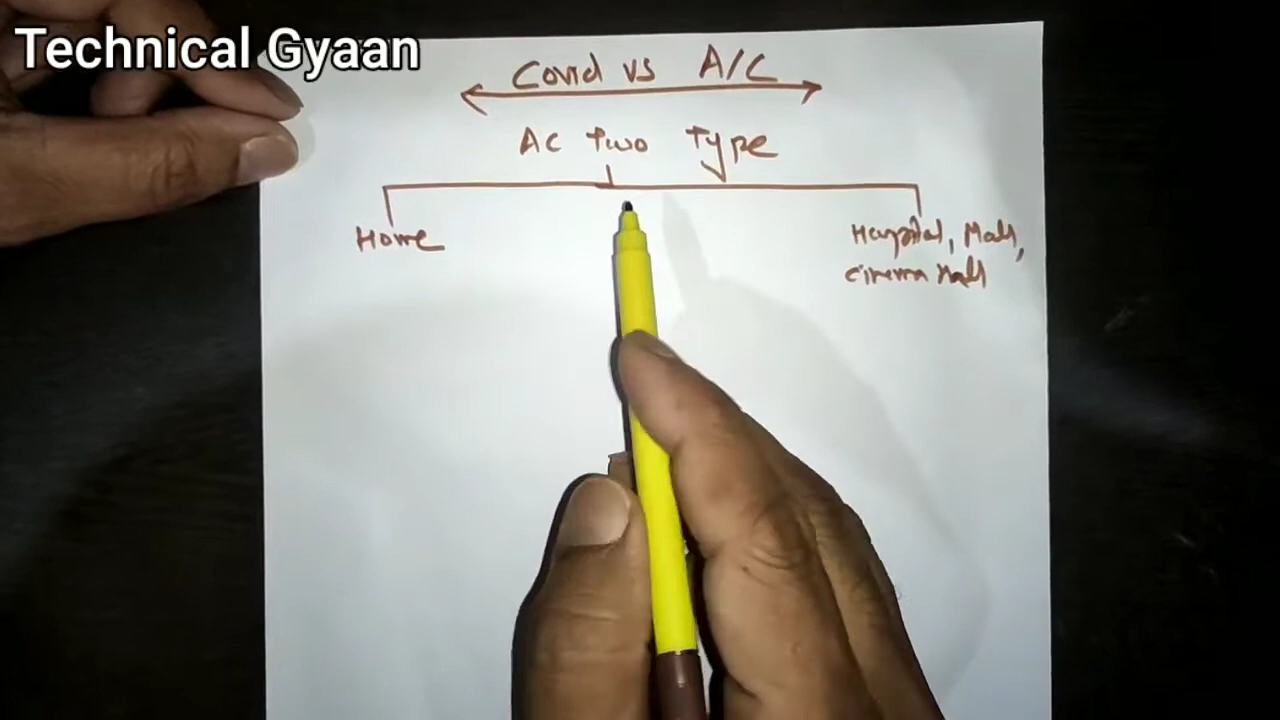 Technical Gyaan
Covid vs A/C
AC Two Type
Home
Hospital, Mall,
cinema Hall